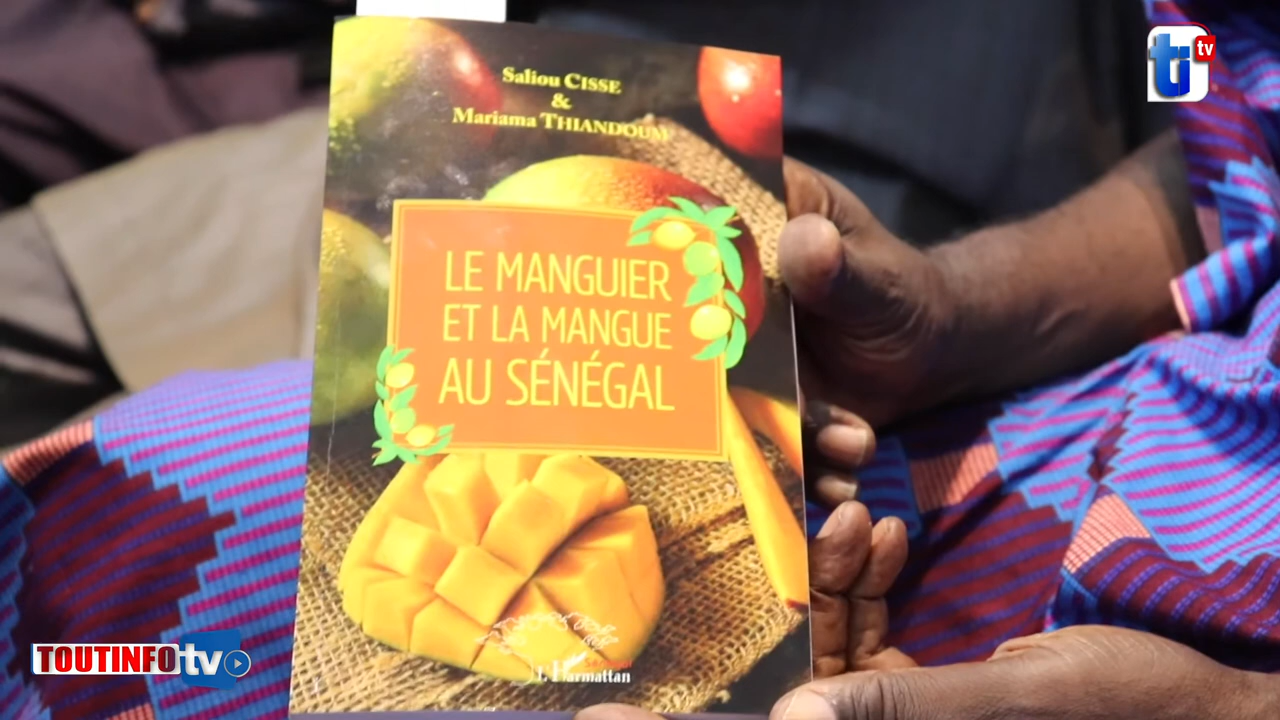 Saliou CISSE
&
Mariama THIANDOUM
LE MANGUIER
ET LA MANGUE
AU SÉNÉGAL
L'Harmattan
ti tv
TOUTINFOtv